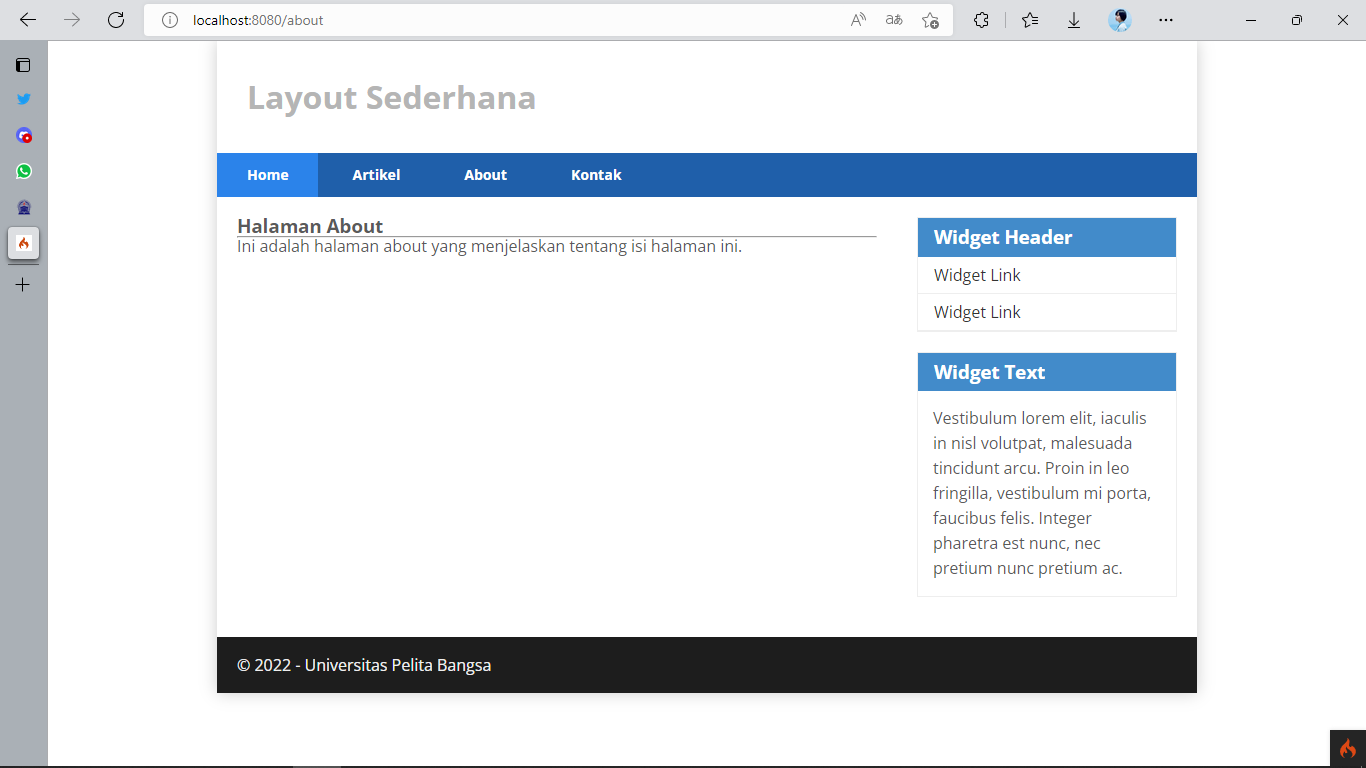 localhost:8080/about
Layout Sederhana
Home Artikel About Kontak
Halaman About
Ini adalah halaman about yang menjelaskan tentang isi halaman ini.
Widget Header
Widget Link
Widget Link
Widget Text
Vestibulum lorem elit, iaculis
in nisl volutpat, malesuada
tincidunt arcu. Proin in leo
fringilla, vestibulum mi porta,
faucibus felis. Integer
pharetra est nunc, nec
pretium nunc pretium ac.
© 2022 - Universitas Pelita Bangsa